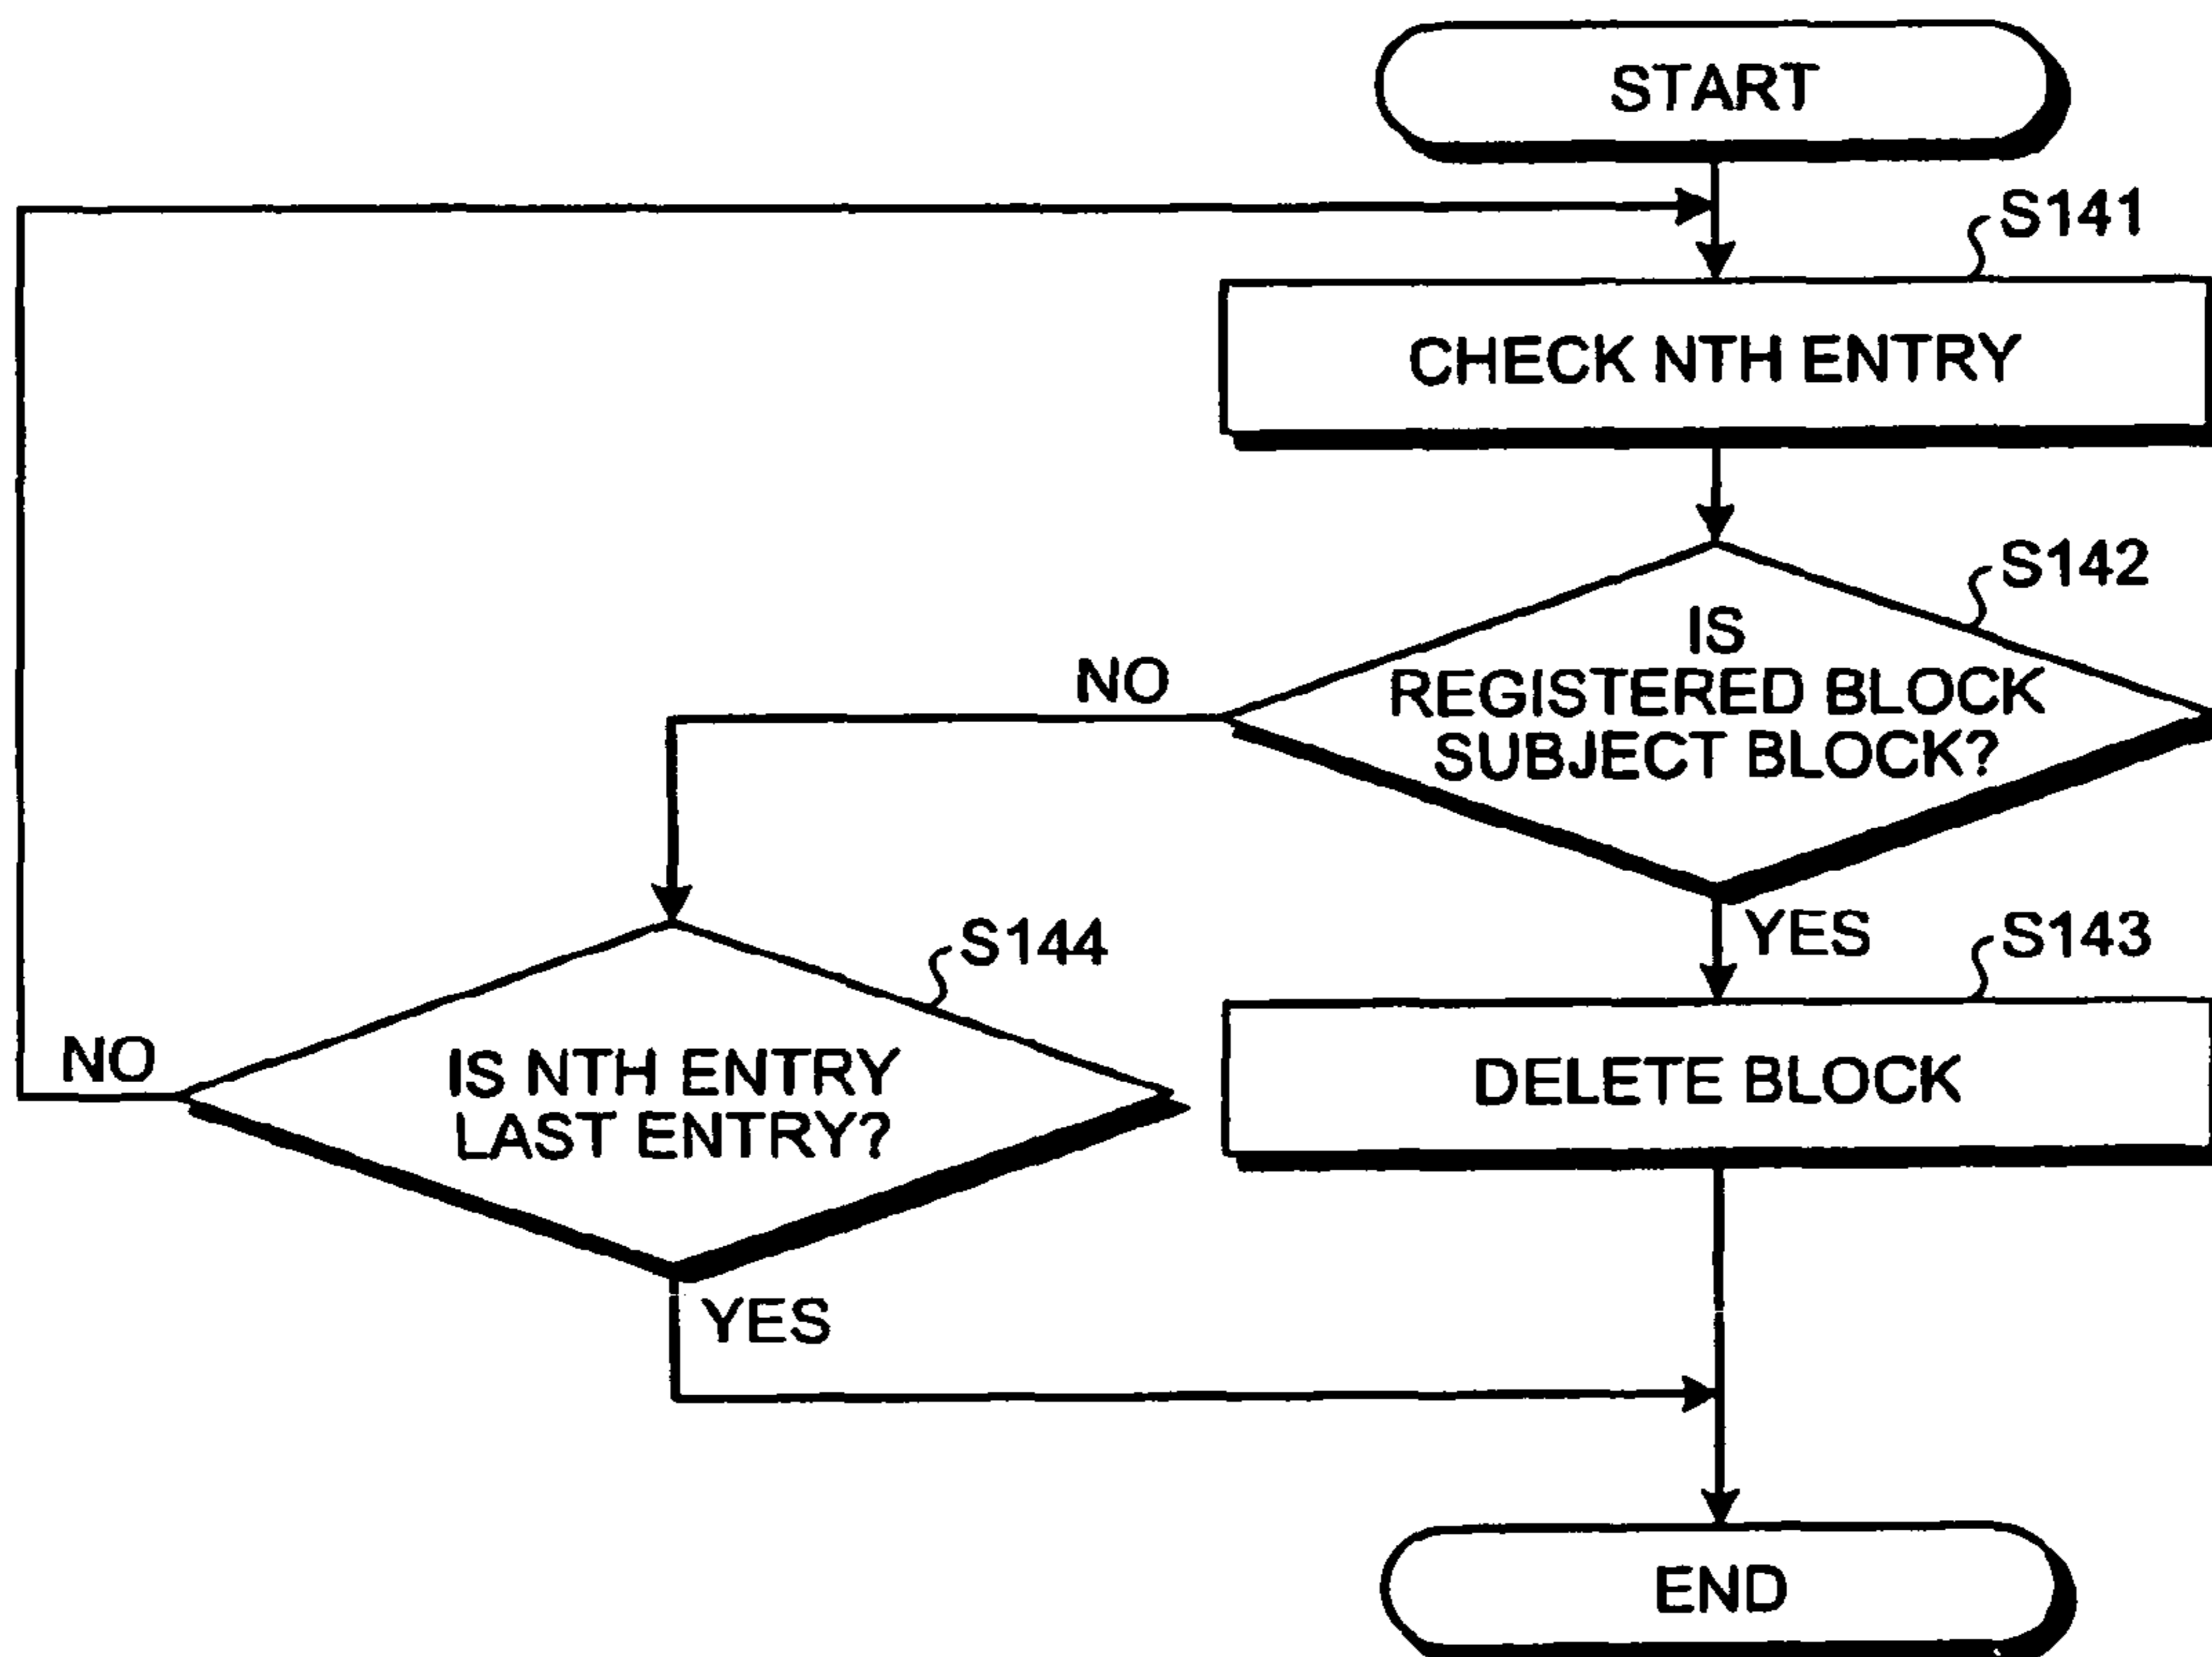 START
S141
CHECK NTH ENTRY
S142
IS
REGISTERED BLOCK
SUBJECT BLOCK?
NO
YES
S143
DELETE BLOCK
S144
IS NTH ENTRY
LAST ENTRY?
NO
YES
END